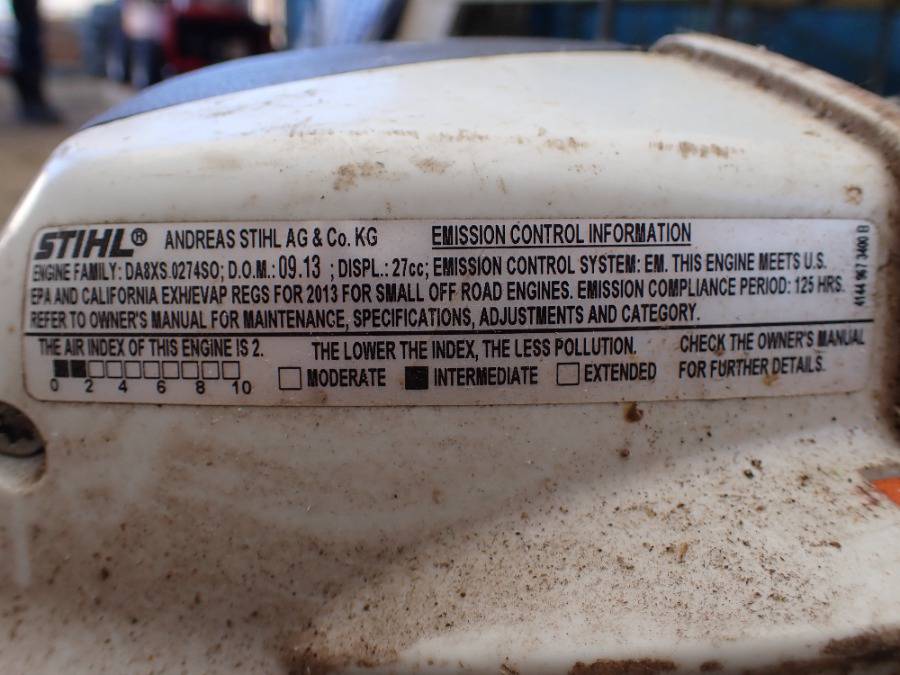 STIHL® ANDREAS STIHL AG & Co. KG EMISSION CONTROL INFORMATION
ENGINE FAMILY: DA8XS.0274SO; D.O.M.: 09.13 ; DISPL.: 27cc; EMISSION CONTROL SYSTEM: EM. THIS ENGINE MEETS U.S.
EPA AND CALIFORNIA EXH/EVAP REGS FOR 2013 FOR SMALL OFF ROAD ENGINES. EMISSION COMPLIANCE PERIOD: 125 HRS.
REFER TO OWNER'S MANUAL FOR MAINTENANCE, SPECIFICATIONS, ADJUSTMENTS AND CATEGORY.
4144 967 3400 B
THE AIR INDEX OF THIS ENGINE IS 2. THE LOWER THE INDEX, THE LESS POLLUTION. CHECK THE OWNER'S MANUAL
MODERATE INTERMEDIATE EXTENDED FOR FURTHER DETAILS.
0 2 4 6 8 10